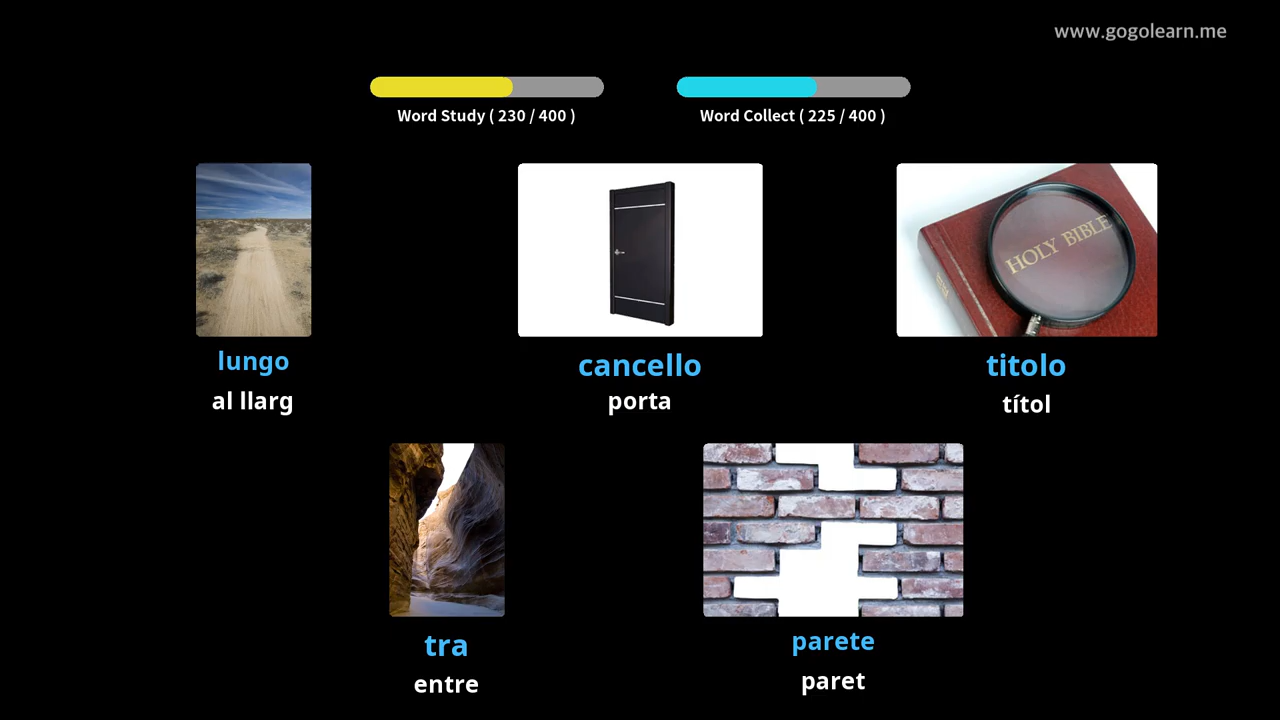 www.gogolearn.me
Word Study ( 230 / 400 )
Word Collect ( 225 / 400 )
HOLY BIBLE
lungo
al llarg
cancello
porta
titolo
títol
tra
entre
parete
paret